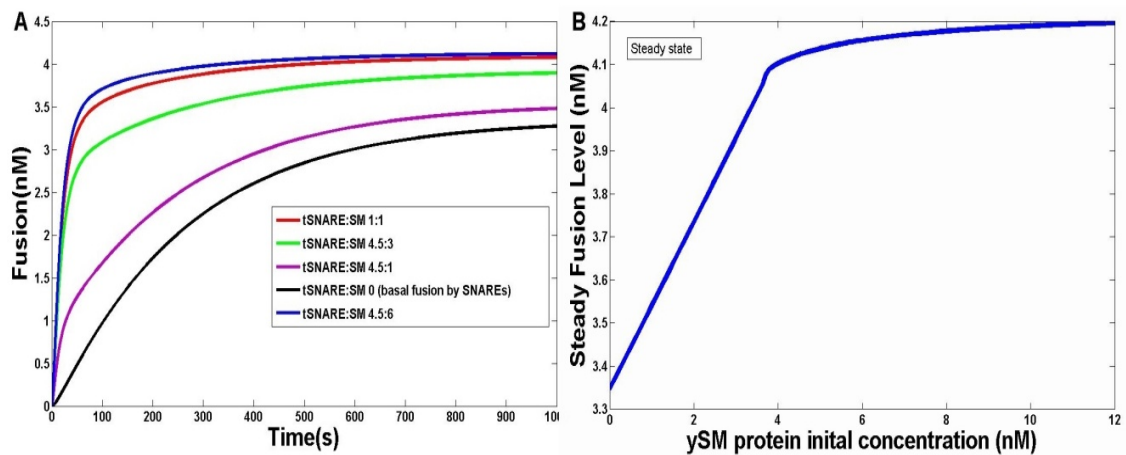 A
4.5
4
3.5
3
2.5
2
1.5
1
0.5
0
Fusion(nM)
tSNARE:SM 1:1
tSNARE:SM 4.5:3
tSNARE:SM 4.5:1
tSNARE:SM 0 (basal fusion by SNAREs)
tSNARE:SM 4.5:6
0 100 200 300 400 500 600 700 800 900 100
Time(s)
B
4.2
4.1
4
3.9
3.8
3.7
3.6
3.5
3.4
3.3
Steady Fusion Level (nM)
Steady state
0 2 4 6 8 10 12
ySM protein inital concentration (nM)